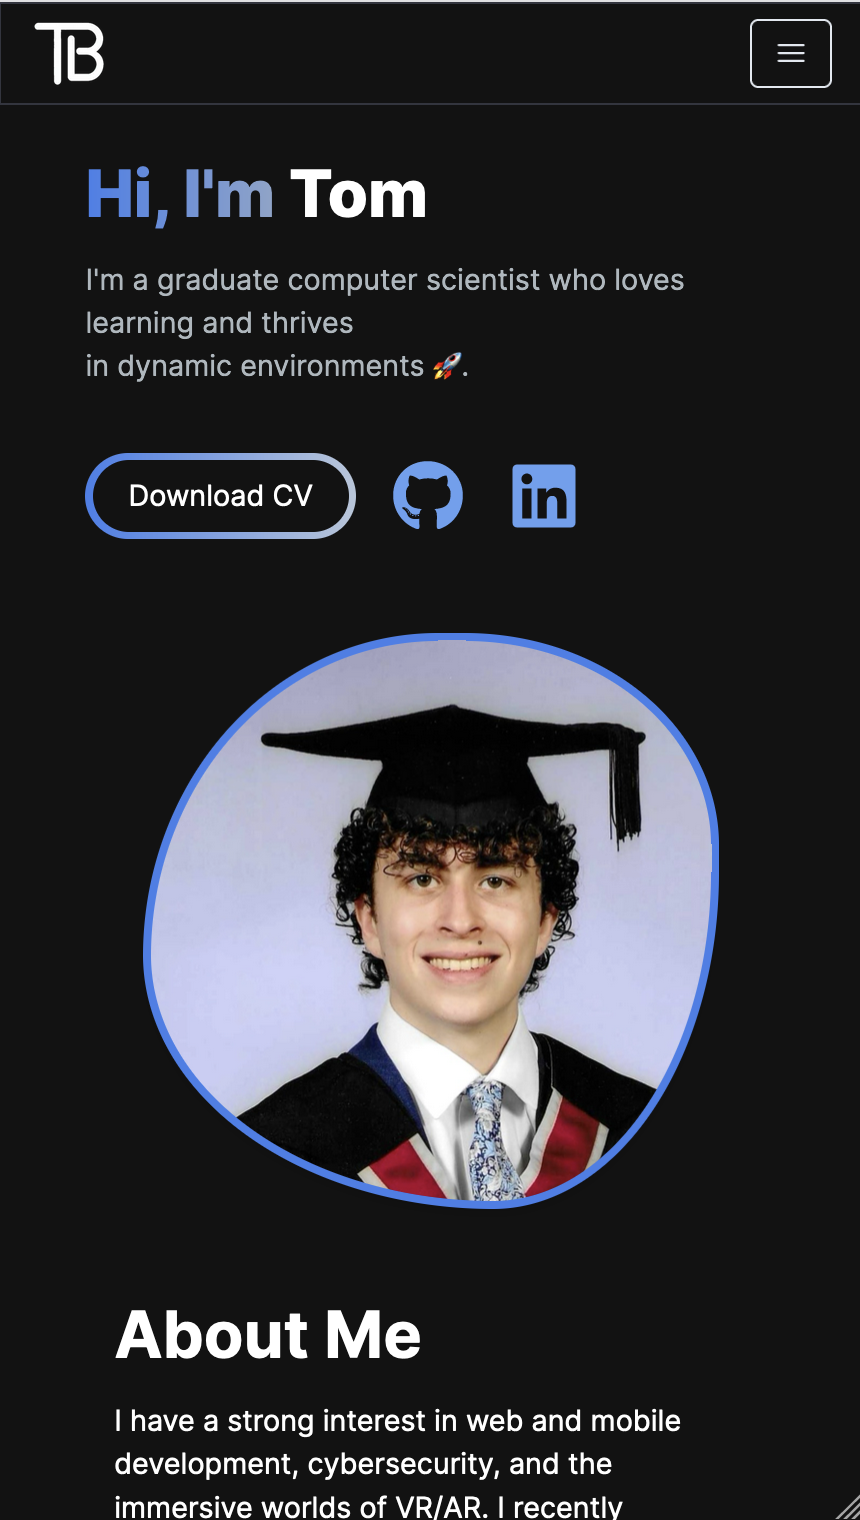 TB
Hi, I'm Tom
I'm a graduate computer scientist who loves
learning and thrives
in dynamic environments 🚀.
Download CV
in
About Me
I have a strong interest in web and mobile
development, cybersecurity, and the
immersive worlds of VR/AR. I recently